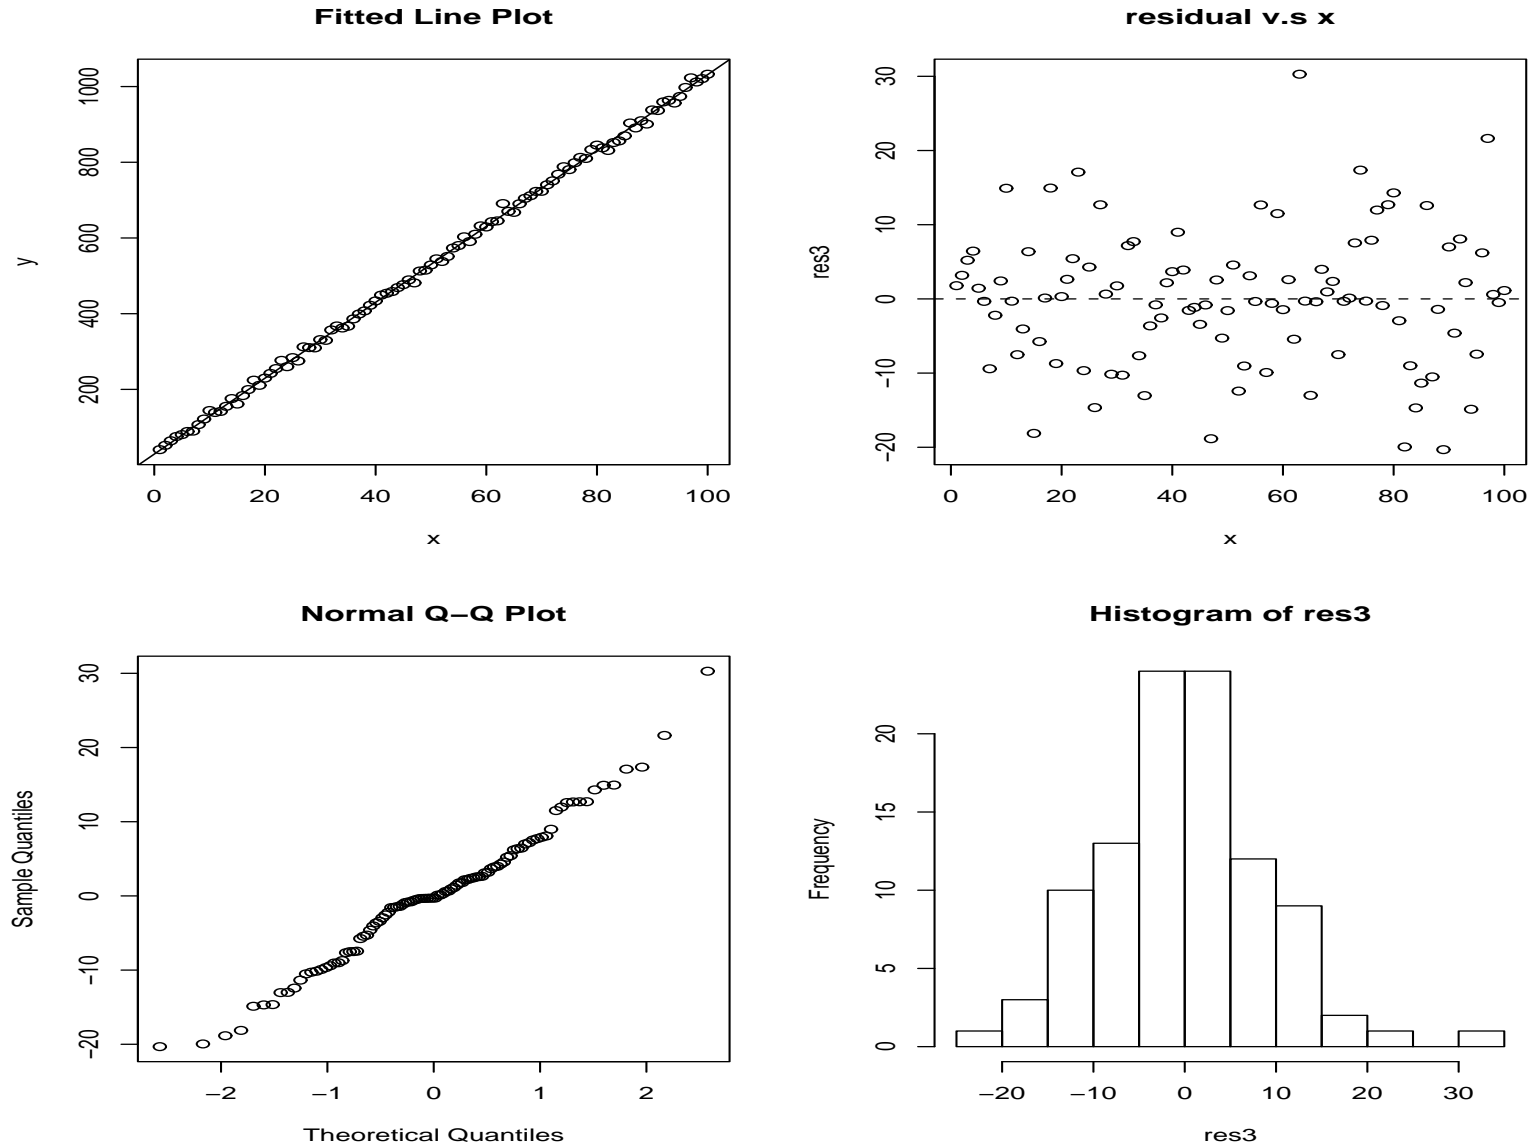 Fitted Line Plot
y
200 400 600 800 1000
0 20 40 60 80 100
x
residual v.s x
res3
−20 −10 0 10 20 30
0 20 40 60 80 100
x
Normal Q−Q Plot
Sample Quantiles
−20 −10 0 10 20 30
−2 −1 0 1 2
Theoretical Quantiles
Histogram of res3
Frequency
0 5 10 15 20
−20 −10 0 10 20 30
res3